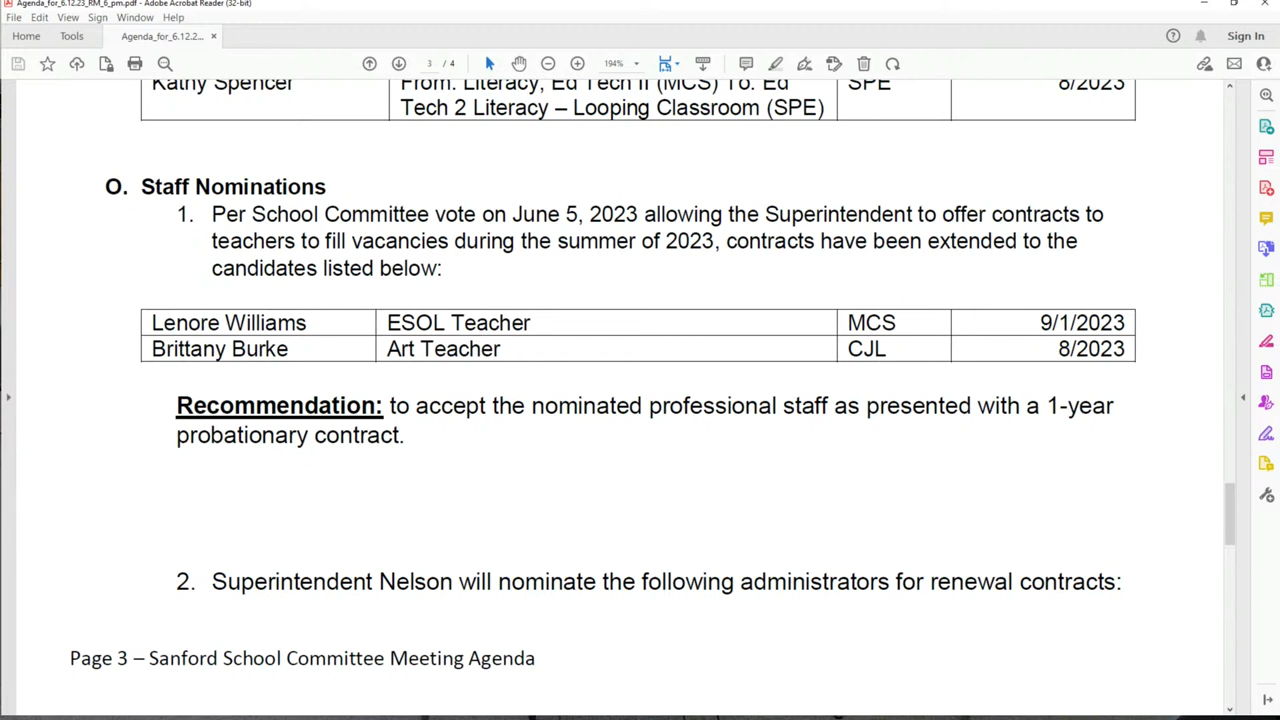 Agenda_for_6.12.23_RM_6_pm.pdf - Adobe Acrobat Reader (32-bit)
File Edit View Sign Window Help
Home Tools Agenda_for_6.12.2... × Sign In
3 / 4 194%
Kathy Spencer From: Literacy, Ed Tech II (MCS) To: Ed SPE 8/2023
Tech 2 Literacy – Looping Classroom (SPE)
O. Staff Nominations
1. Per School Committee vote on June 5, 2023 allowing the Superintendent to offer contracts to
teachers to fill vacancies during the summer of 2023, contracts have been extended to the
candidates listed below:
Lenore Williams ESOL Teacher MCS 9/1/2023
Brittany Burke Art Teacher CJL 8/2023
Recommendation: to accept the nominated professional staff as presented with a 1-year
probationary contract.
2. Superintendent Nelson will nominate the following administrators for renewal contracts:
Page 3 – Sanford School Committee Meeting Agenda